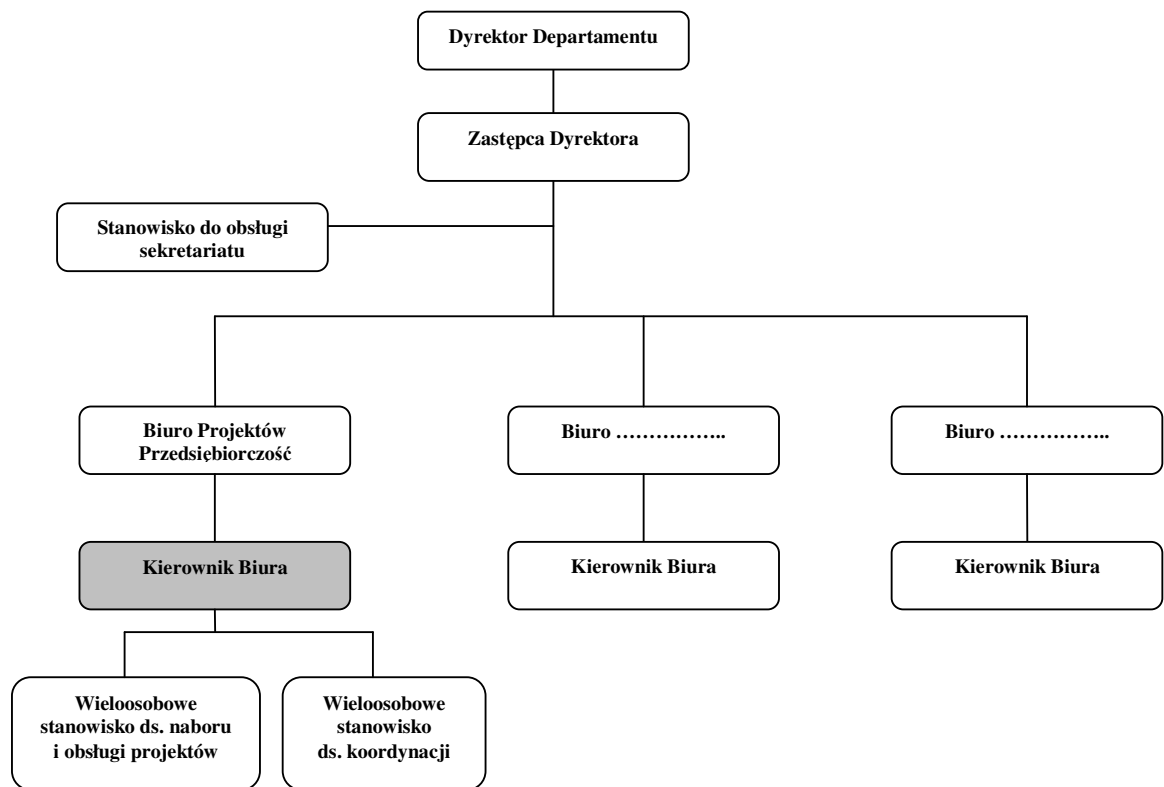 Dyrektor Departamentu
Zastępca Dyrektora
Stanowisko do obsługi
sekretariatu
Biuro Projektów
Przedsiębiorczość
Biuro ……………..
Biuro ……………..
Kierownik Biura
Kierownik Biura
Kierownik Biura
Wieloosobowe
stanowisko ds. naboru
i obsługi projektów
Wieloosobowe
stanowisko
ds. koordynacji